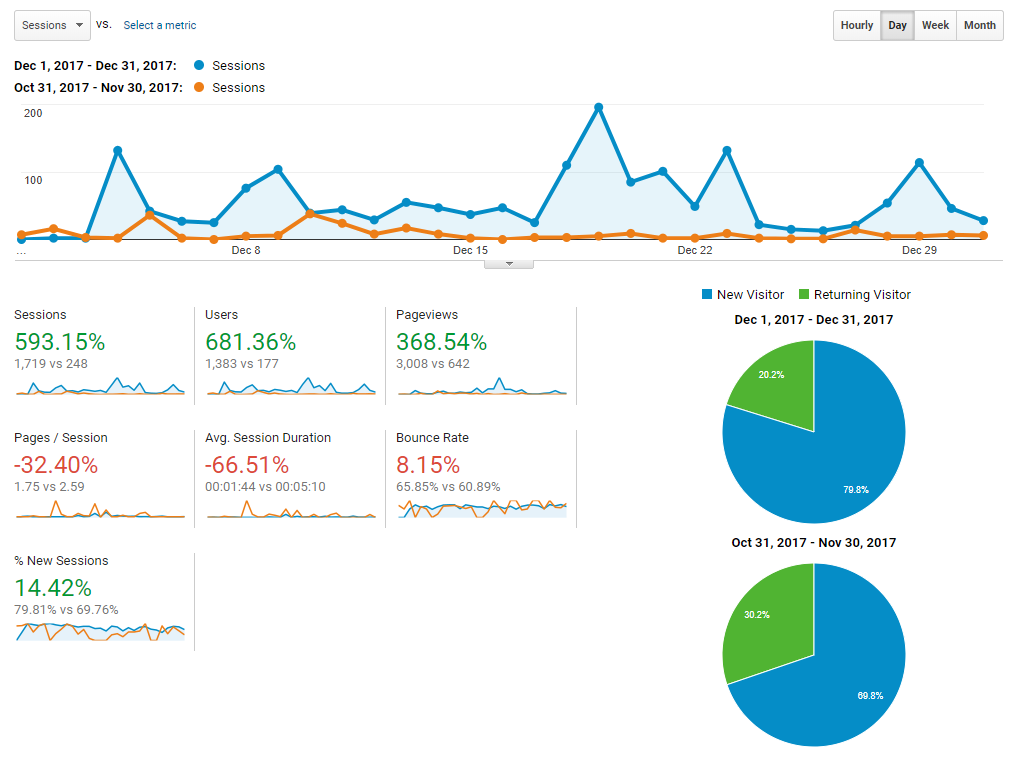 Sessions vs. Select a metric Hourly Day Week Month
Dec 1, 2017 - Dec 31, 2017: Sessions
Oct 31, 2017 - Nov 30, 2017: Sessions
200
100
... Dec 8 Dec 15 Dec 22 Dec 29
New Visitor Returning Visitor
Dec 1, 2017 - Dec 31, 2017
20.2%
79.8%
Sessions
593.15%
1,719 vs 248
Users
681.36%
1,383 vs 177
Pageviews
368.54%
3,008 vs 642
Pages / Session
-32.40%
1.75 vs 2.59
Avg. Session Duration
-66.51%
00:01:44 vs 00:05:10
Bounce Rate
8.15%
65.85% vs 60.89%
% New Sessions
14.42%
79.81% vs 69.76%
Oct 31, 2017 - Nov 30, 2017
30.2%
69.8%